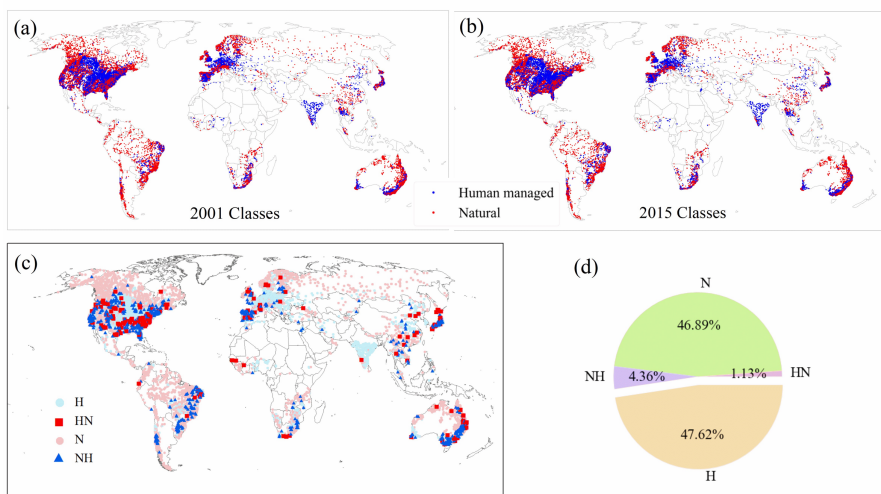 (a)
(b)
Human managed
Natural
2001 Classes
2015 Classes
(c)
H
HN
N
NH
(d)
N
46.89%
NH
4.36%
1.13%
HN
47.62%
H